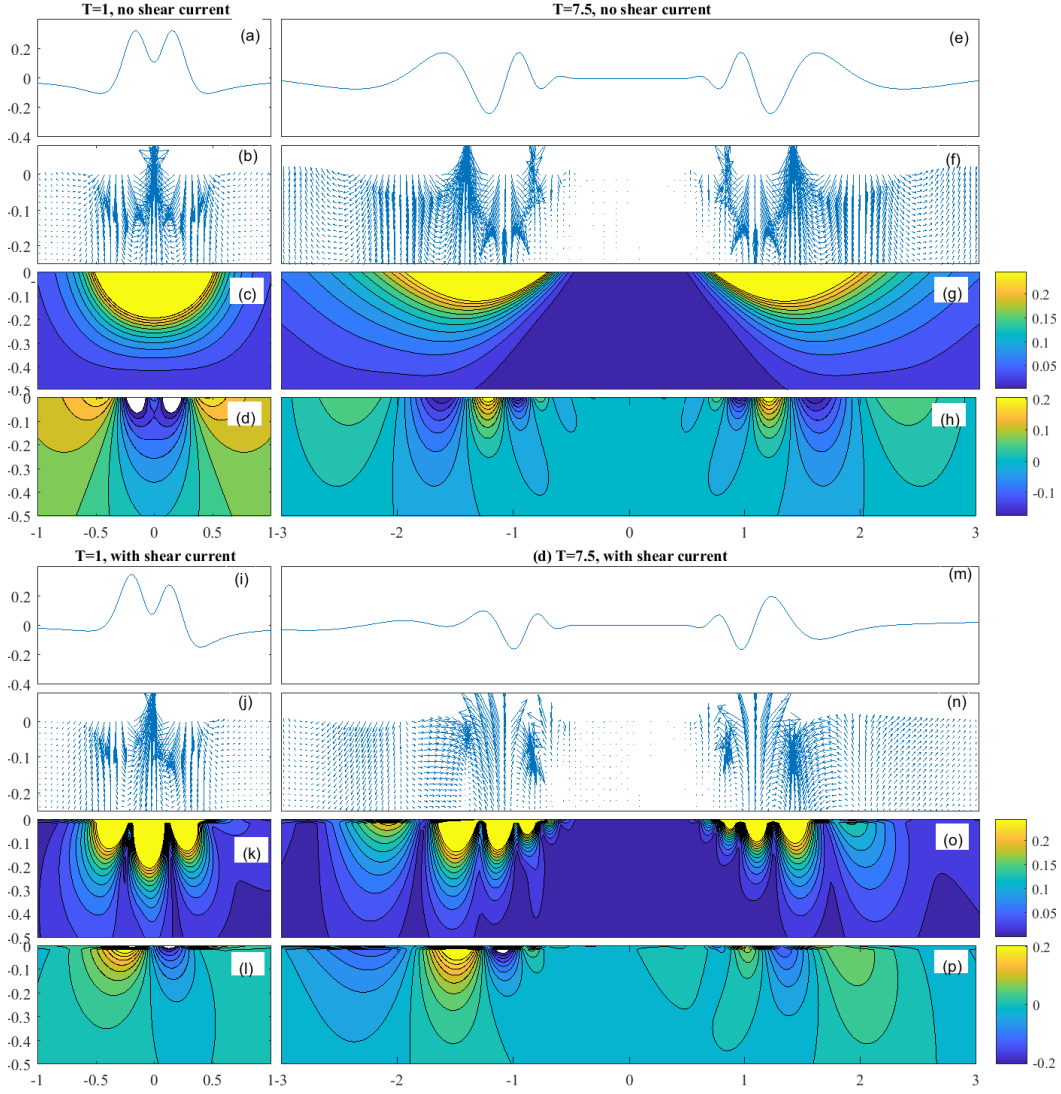 T=1, no shear current
T=7.5, no shear current
0.2
0
-0.2
-0.4
(a)
(e)
0
-0.1
-0.2
(b)
(f)
0
-0.1
-0.2
-0.3
-0.4
-0.5
(c)
(g)
0.2
0.15
0.1
0.05
0
-0.1
-0.2
-0.3
-0.4
-0.5
(d)
(h)
0.2
0.1
0
-0.1
-1 -0.5 0 0.5 1
-3 -2 -1 0 1 2 3
T=1, with shear current
(d) T=7.5, with shear current
0.2
0
-0.2
-0.4
(i)
(m)
0
-0.1
-0.2
(j)
(n)
0
-0.1
-0.2
-0.3
-0.4
-0.5
(k)
(o)
0.2
0.15
0.1
0.05
0
-0.1
-0.2
-0.3
-0.4
-0.5
(l)
(p)
0.2
0
-0.2
-1 -0.5 0 0.5 1
-3 -2 -1 0 1 2 3